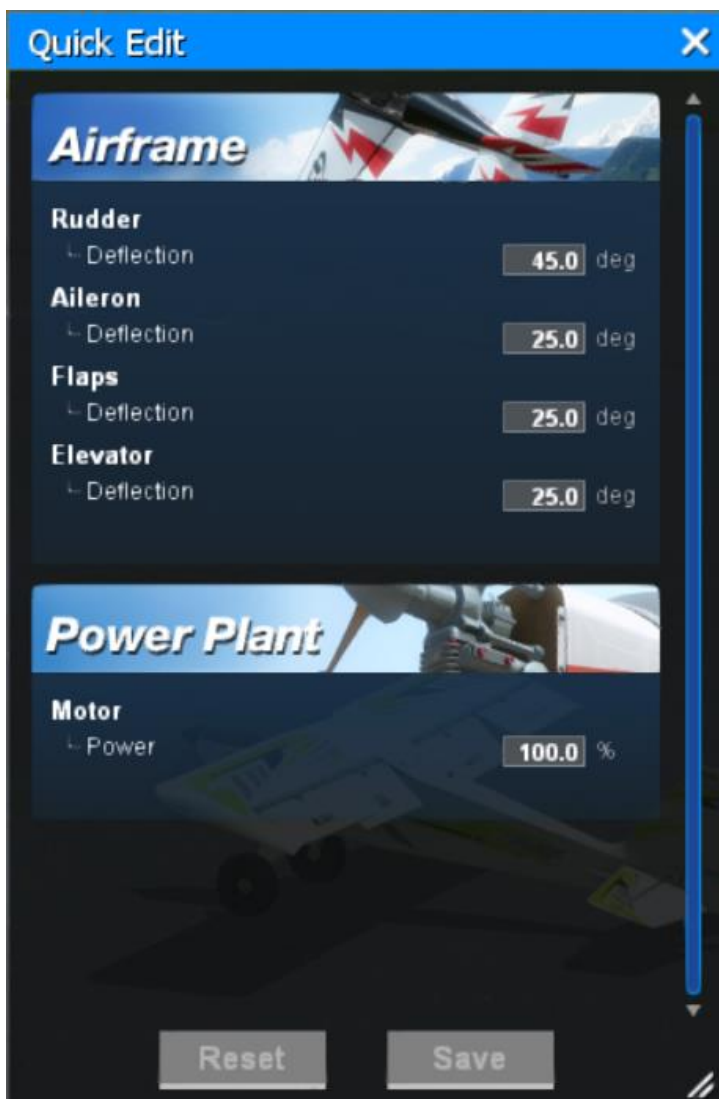 Quick Edit
Airframe
Rudder
Deflection 45.0 deg
Aileron
Deflection 25.0 deg
Flaps
Deflection 25.0 deg
Elevator
Deflection 25.0 deg
Power Plant
Motor
Power 100.0 %
Reset Save